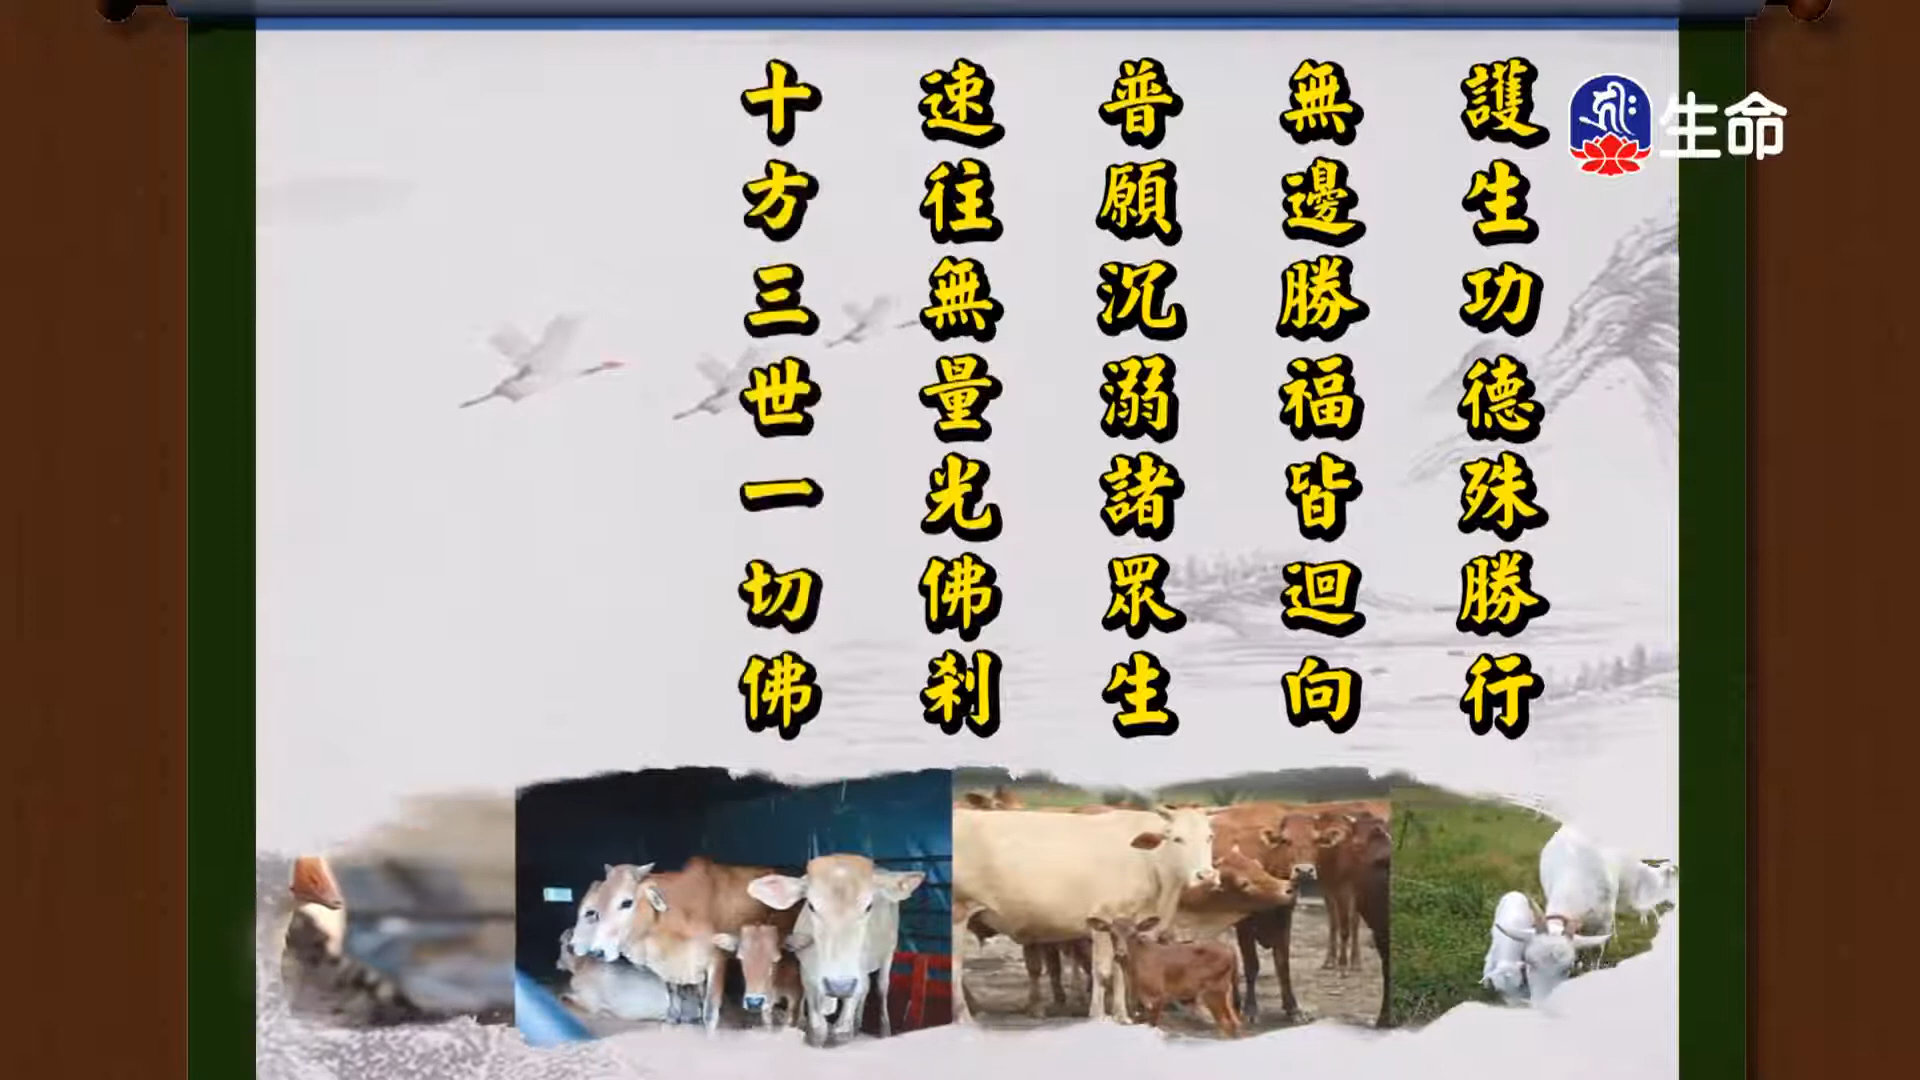 護生功德殊勝行
無邊勝福皆迴向
普願沉溺諸眾生
速往無量光佛剎
十方三世一切佛
生命